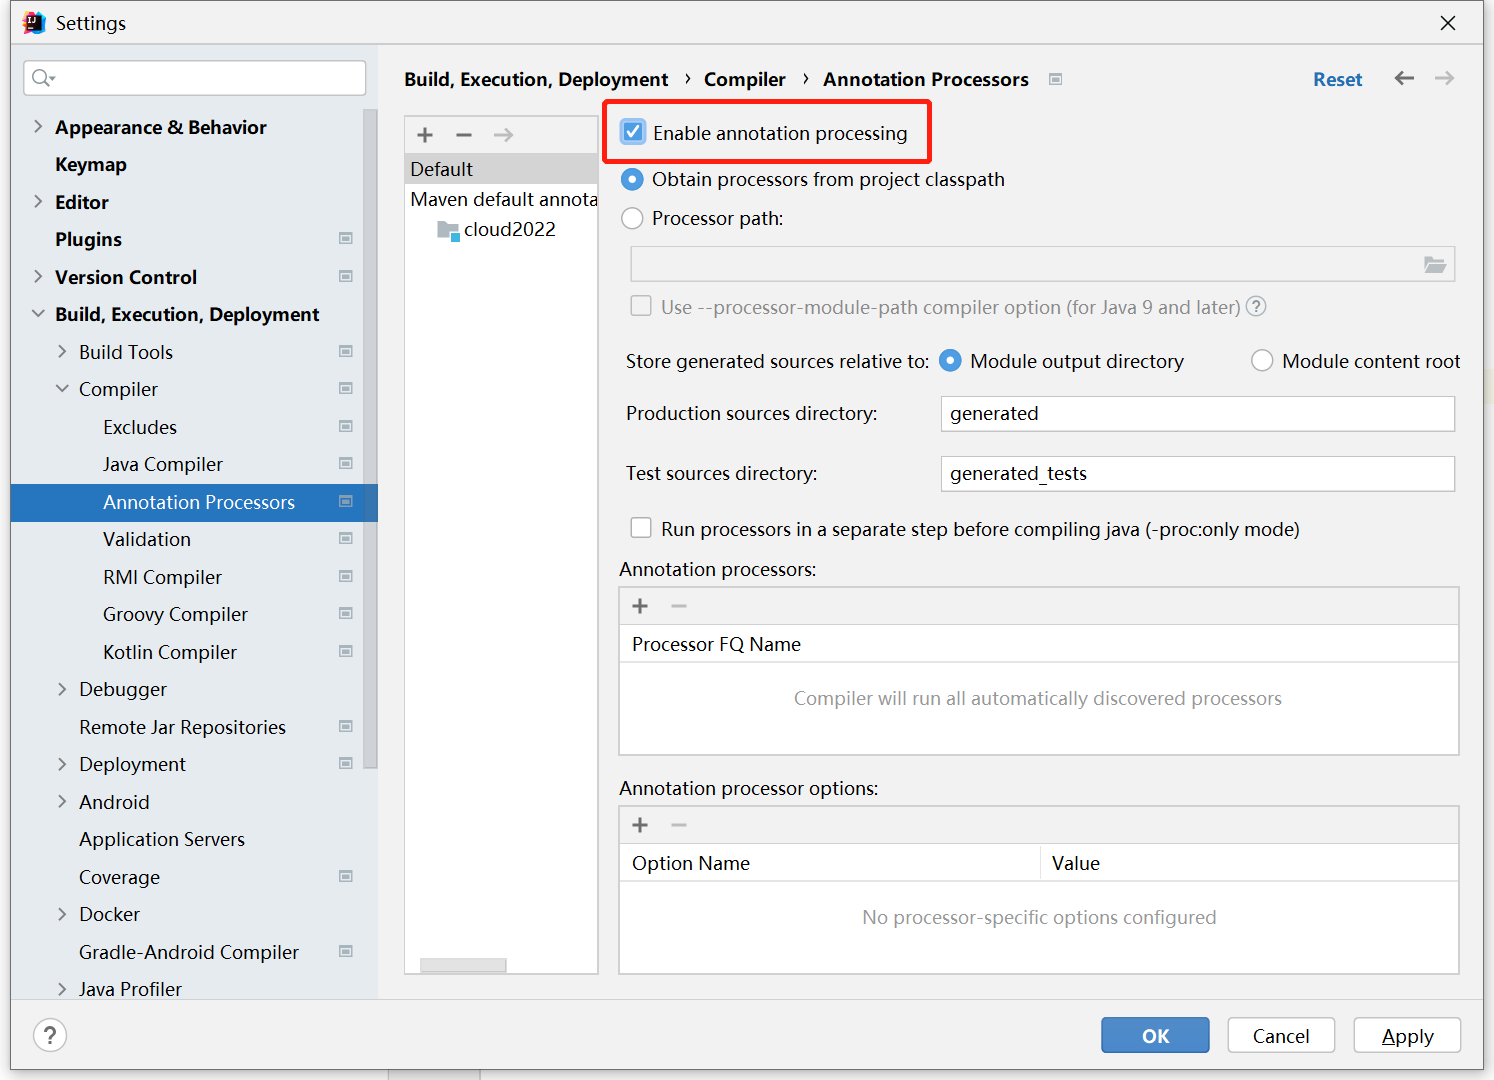 Settings
Build, Execution, Deployment › Compiler › Annotation Processors
Reset
Appearance & Behavior
Keymap
Editor
Plugins
Version Control
Build, Execution, Deployment
Build Tools
Compiler
Excludes
Java Compiler
Annotation Processors
Validation
RMI Compiler
Groovy Compiler
Kotlin Compiler
Debugger
Remote Jar Repositories
Deployment
Android
Application Servers
Coverage
Docker
Gradle-Android Compiler
Java Profiler
Default
Maven default annota
cloud2022
Enable annotation processing
Obtain processors from project classpath
Processor path:
Use --processor-module-path compiler option (for Java 9 and later) ?
Store generated sources relative to: Module output directory Module content root
Production sources directory: generated
Test sources directory: generated_tests
Run processors in a separate step before compiling java (-proc:only mode)
Annotation processors:
Processor FQ Name
Compiler will run all automatically discovered processors
Annotation processor options:
Option Name Value
No processor-specific options configured
? OK Cancel Apply